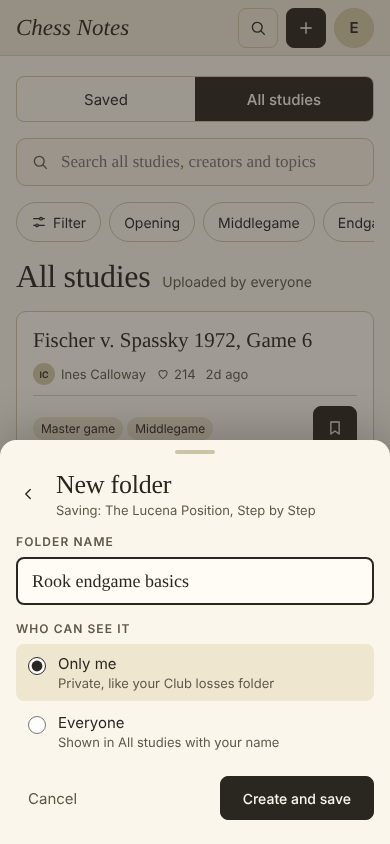 Chess Notes
E
Saved
All studies
Search all studies, creators and topics
Filter
Opening
Middlegame
Endga
All studies Uploaded by everyone
Fischer v. Spassky 1972, Game 6
IC Ines Calloway 214 2d ago
Master game Middlegame
New folder
Saving: The Lucena Position, Step by Step
FOLDER NAME
Rook endgame basics
WHO CAN SEE IT
Only me
Private, like your Club losses folder
Everyone
Shown in All studies with your name
Cancel
Create and save